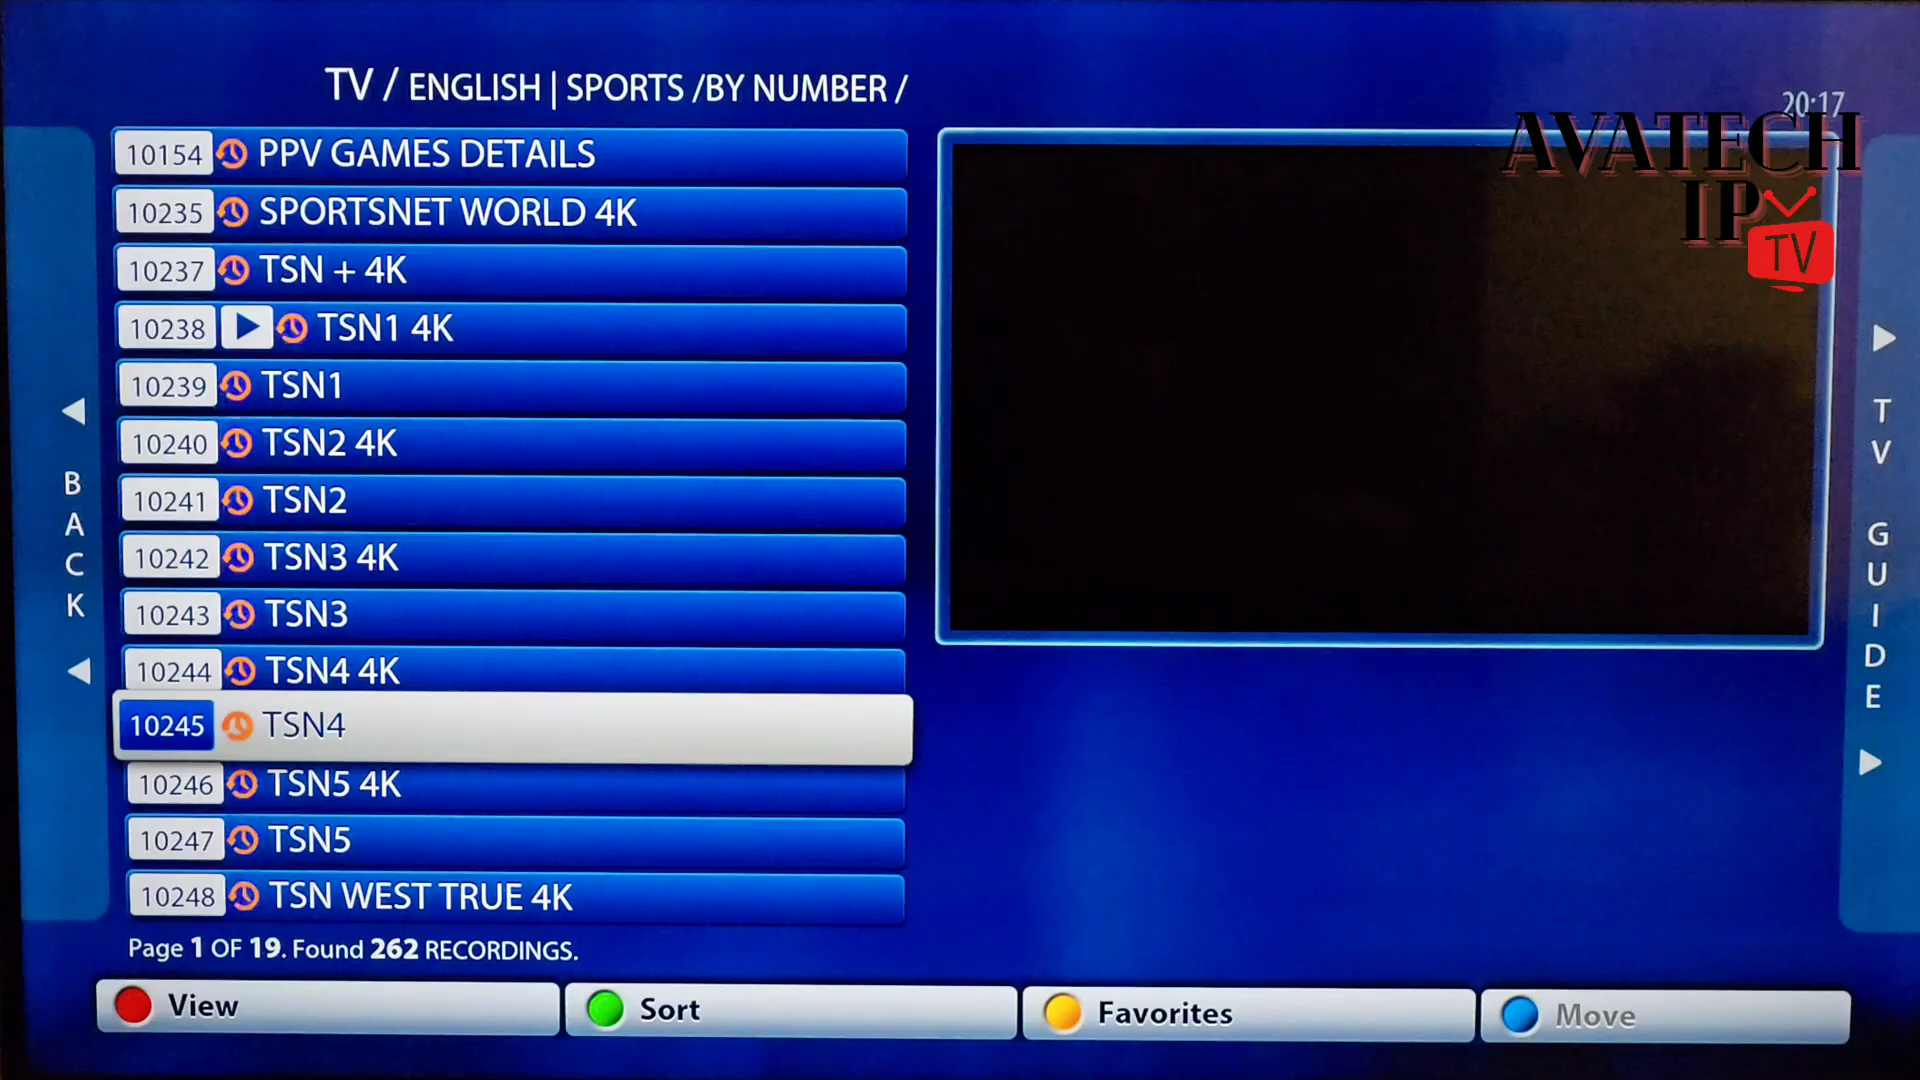 TV / ENGLISH | SPORTS /BY NUMBER /
20:17
AVATECH
IP
TV
10154 PPV GAMES DETAILS
10235 SPORTSNET WORLD 4K
10237 TSN + 4K
10238 TSN1 4K
10239 TSN1
10240 TSN2 4K
10241 TSN2
10242 TSN3 4K
10243 TSN3
10244 TSN4 4K
10245 TSN4
10246 TSN5 4K
10247 TSN5
10248 TSN WEST TRUE 4K
BACK
TV GUIDE
Page 1 OF 19. Found 262 RECORDINGS.
View
Sort
Favorites
Move